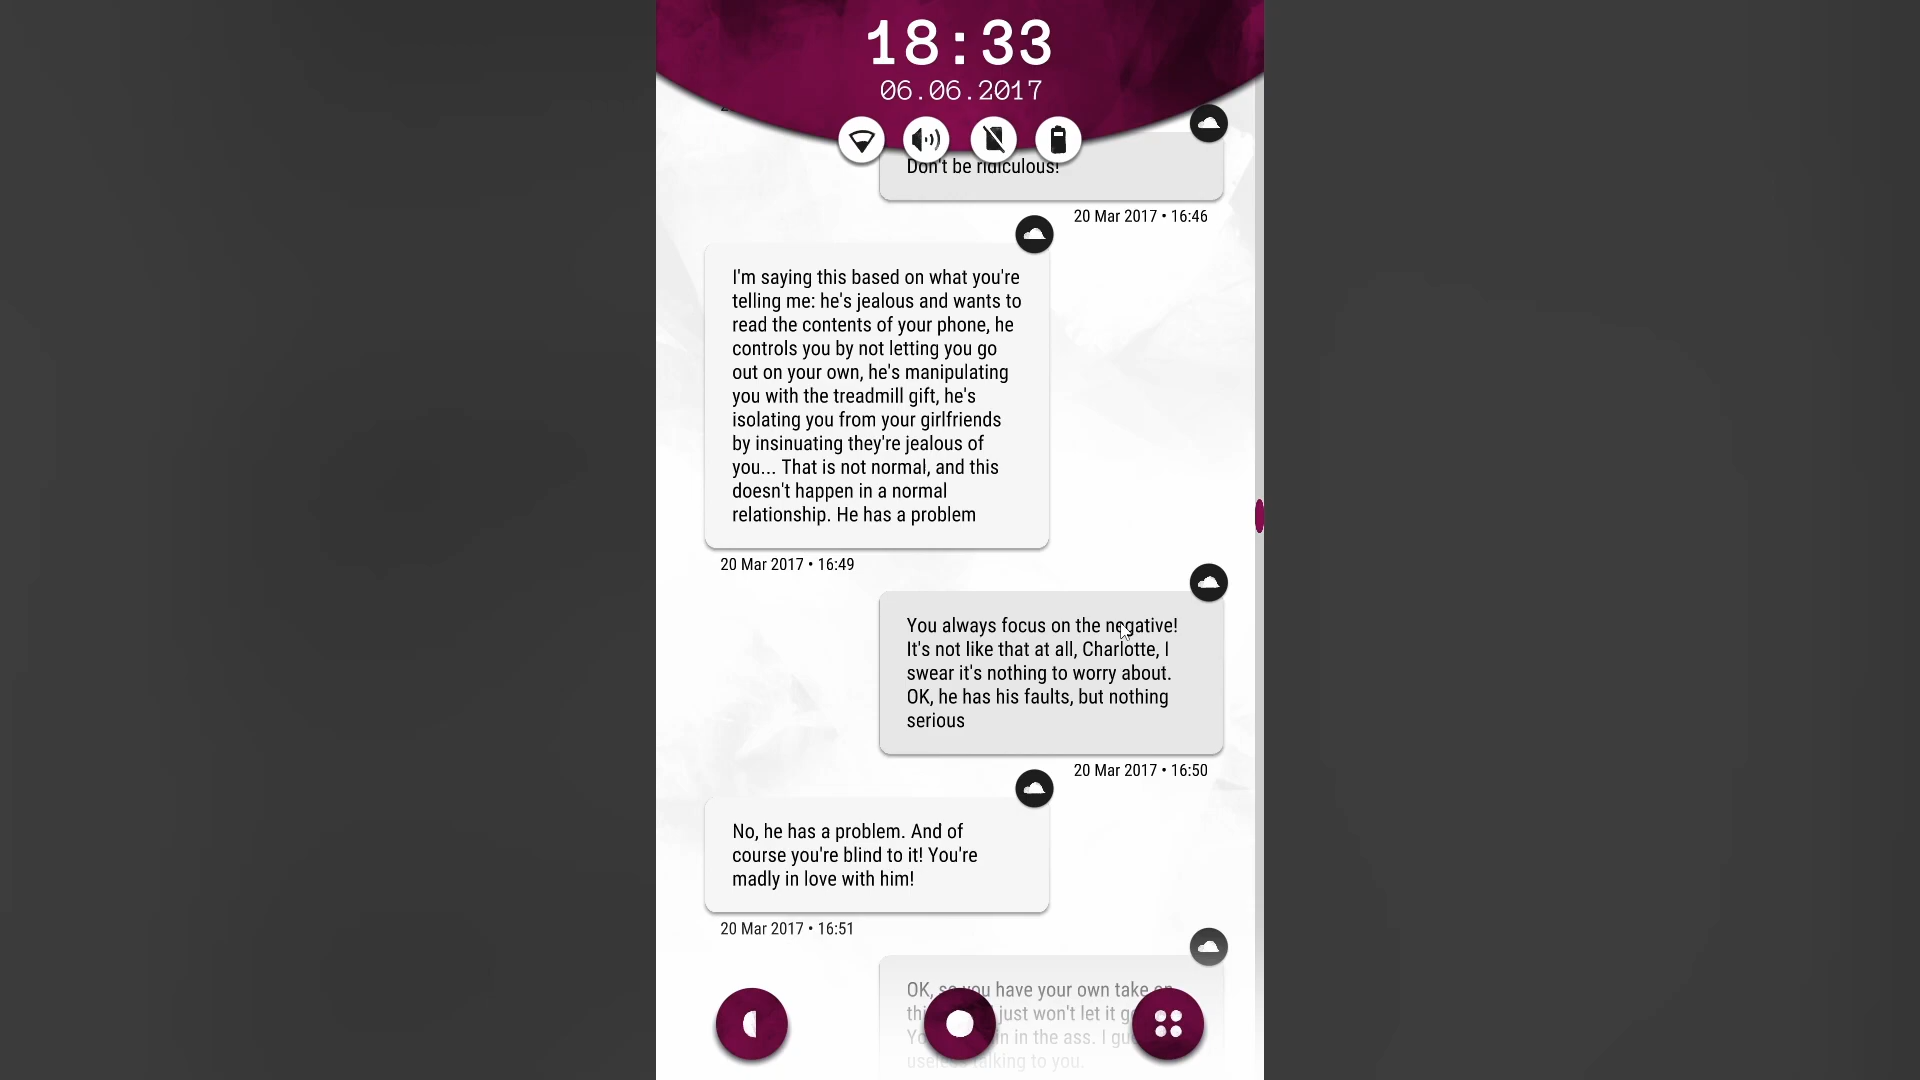 18:33
06.06.2017
Don't be ridiculous!
20 Mar 2017 • 16:46
I'm saying this based on what you're
telling me: he's jealous and wants to
read the contents of your phone, he
controls you by not letting you go
out on your own, he's manipulating
you with the treadmill gift, he's
isolating you from your girlfriends
by insinuating they're jealous of
you... That is not normal, and this
doesn't happen in a normal
relationship. He has a problem
20 Mar 2017 • 16:49
You always focus on the negative!
It's not like that at all, Charlotte, I
swear it's nothing to worry about.
OK, he has his faults, but nothing
serious
20 Mar 2017 • 16:50
No, he has a problem. And of
course you're blind to it! You're
madly in love with him!
20 Mar 2017 • 16:51
OK, so you have your own take on
just won't let it
in the ass. I
talking to you.